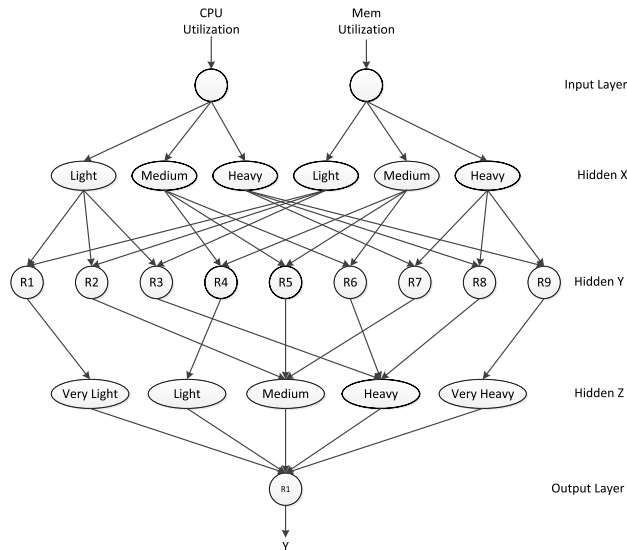 CPU
Utilization
Mem
Utilization
Input Layer
Light
Medium
Heavy
Light
Medium
Heavy
Hidden X
R1
R2
R3
R4
R5
R6
R7
R8
R9
Hidden Y
Very Light
Light
Medium
Heavy
Very Heavy
Hidden Z
R1
Output Layer
Y